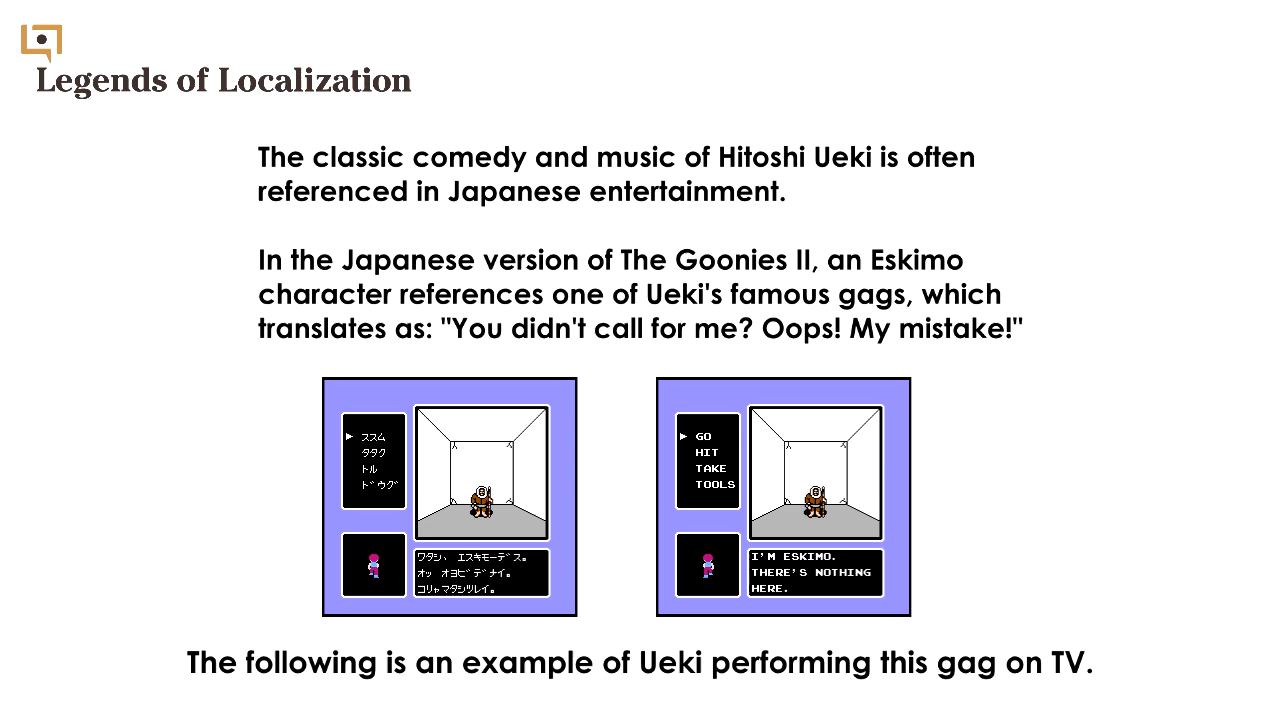 Legends of Localization
The classic comedy and music of Hitoshi Ueki is often
referenced in Japanese entertainment.
In the Japanese version of The Goonies II, an Eskimo
character references one of Ueki's famous gags, which
translates as: "You didn't call for me? Oops! My mistake!"
ススム
タタク
トル
ドウグ
ワタシ、 エスキモーデス。
オッ オヨビデナイ。
コリャマタシツレイ。
GO
HIT
TAKE
TOOLS
I'M ESKIMO.
THERE'S NOTHING
HERE.
The following is an example of Ueki performing this gag on TV.